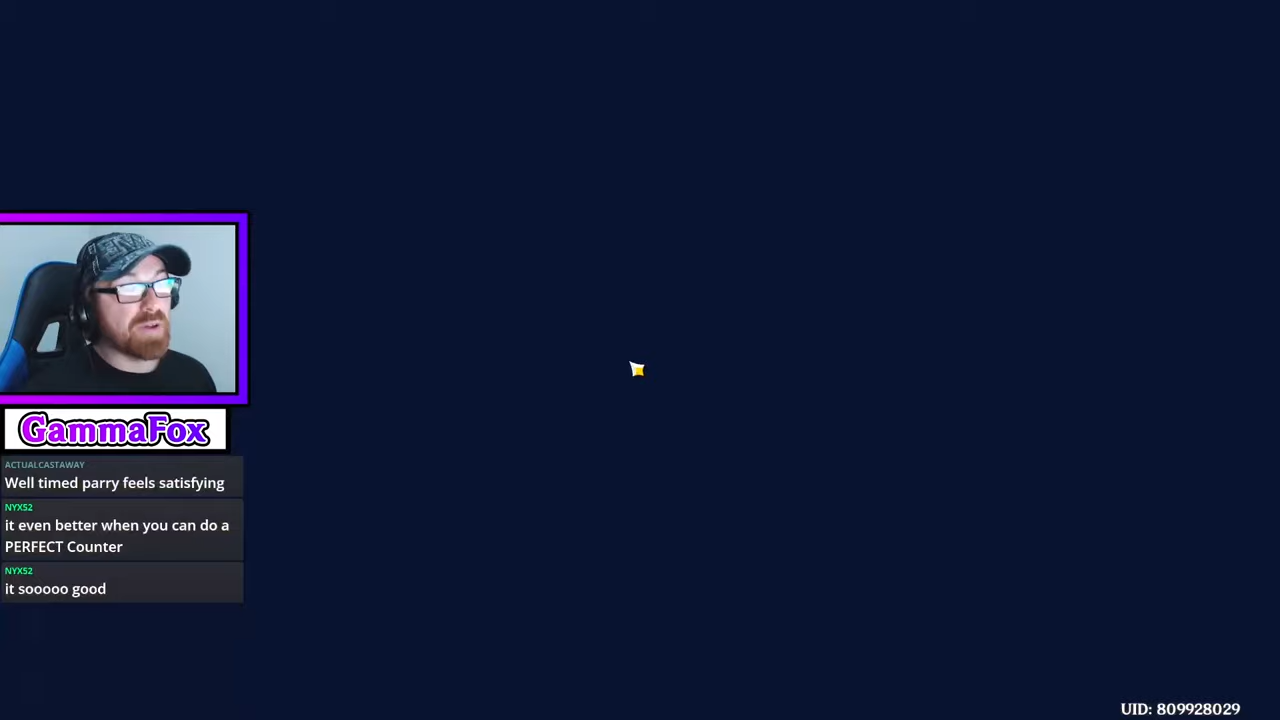 GammaFox
ACTUALCASTAWAY
Well timed parry feels satisfying
NYX52
it even better when you can do a
PERFECT Counter
NYX52
it sooooo good
UID: 809928029